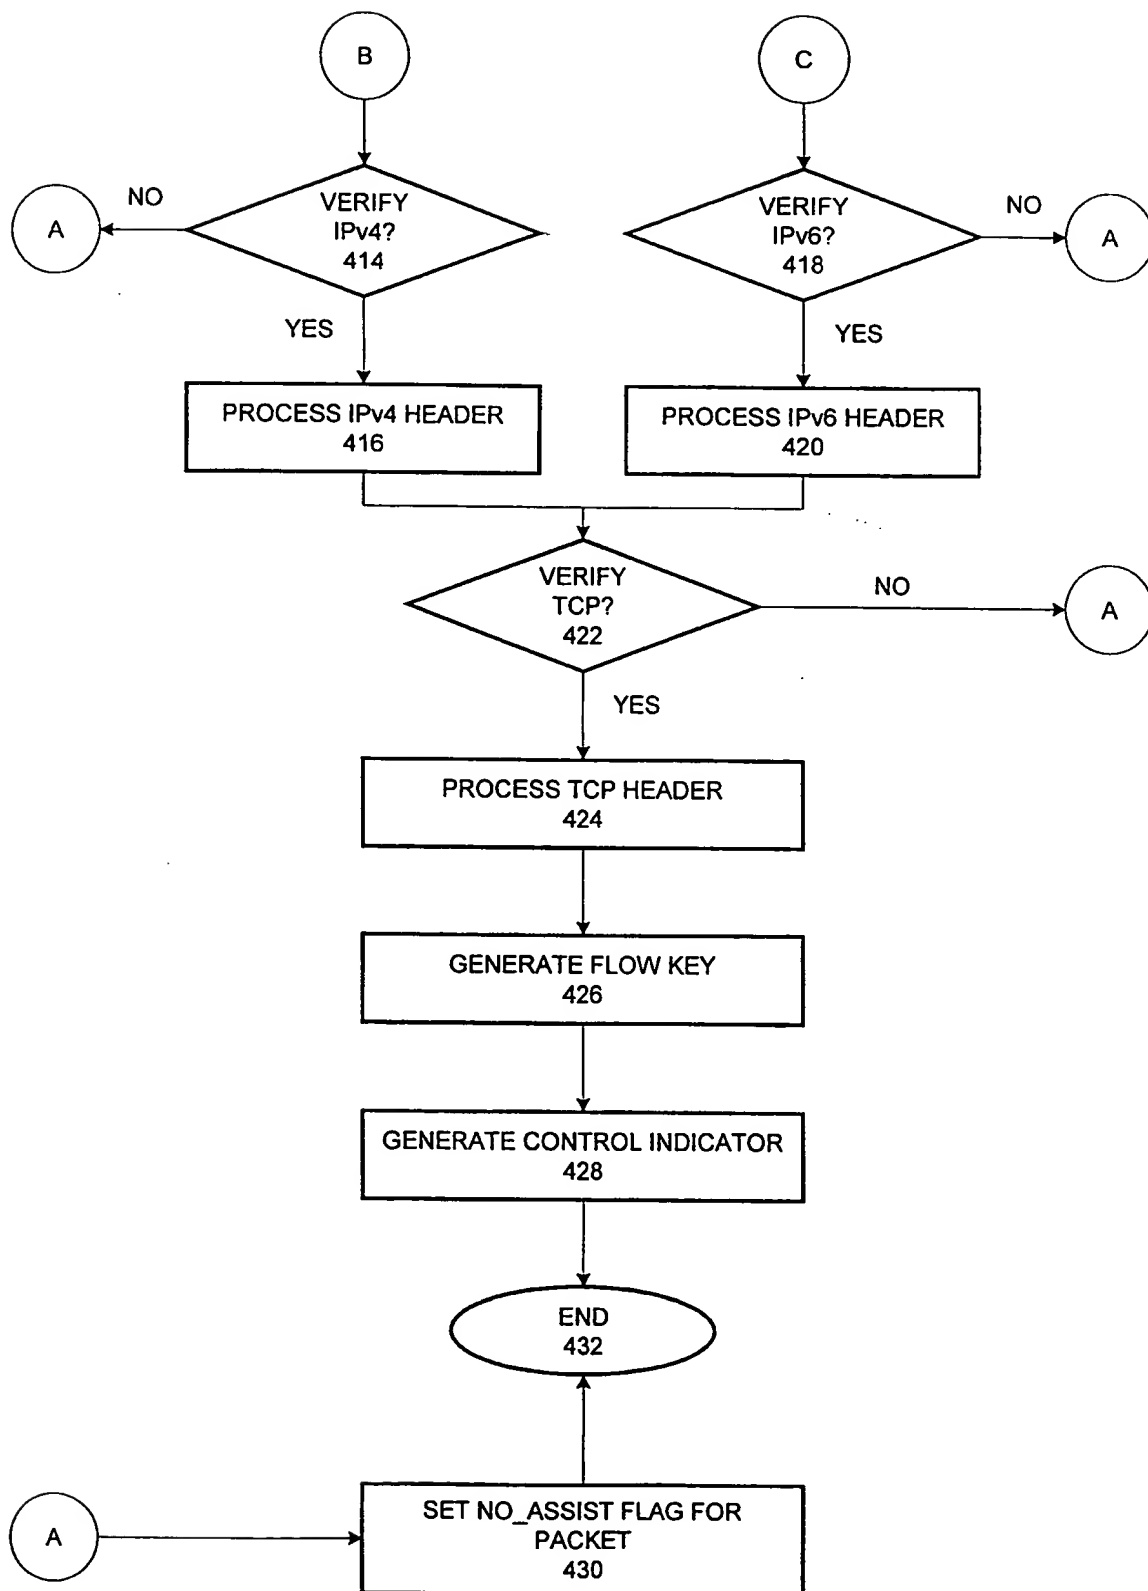 B
C
A
NO
VERIFY
IPv4?
414
VERIFY
IPv6?
418
NO
A
YES
YES
PROCESS IPv4 HEADER
416
PROCESS IPv6 HEADER
420
VERIFY
TCP?
422
NO
A
YES
PROCESS TCP HEADER
424
GENERATE FLOW KEY
426
GENERATE CONTROL INDICATOR
428
END
432
A
SET NO_ASSIST FLAG FOR
PACKET
430